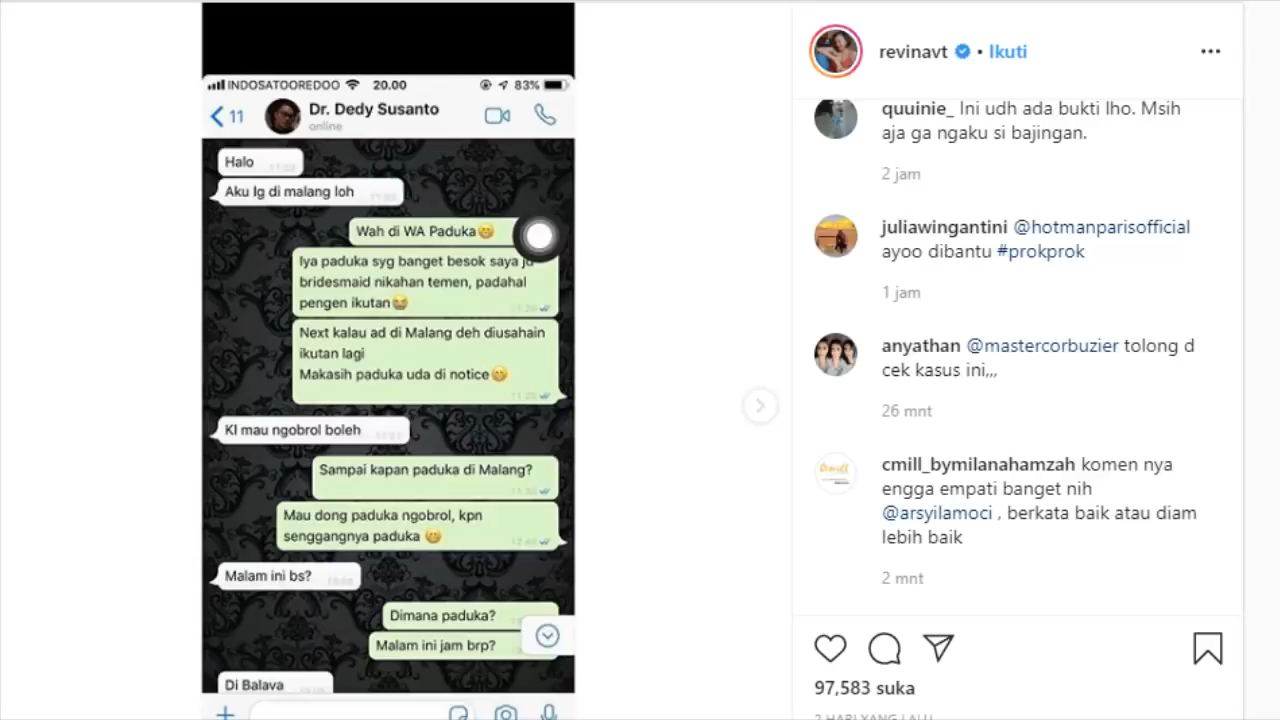 INDOSATOOREDOO 20.00 83%
11 Dr. Dedy Susanto
online
Halo
Aku lg di malang loh
Wah di WA Paduka
Iya paduka syg banget besok saya jd
bridesmaid nikahan temen, padahal
pengen ikutan
Next kalau ad di Malang deh diusahain
ikutan lagi
Makasih paduka uda di notice
Kl mau ngobrol boleh
Sampai kapan paduka di Malang?
Mau dong paduka ngobrol, kpn
senggangnya paduka
Malam ini bs?
Dimana paduka?
Malam ini jam brp?
Di Balava
revinavt • Ikuti
quuinie_ Ini udh ada bukti lho. Msih
aja ga ngaku si bajingan.
2 jam
juliawingantini @hotmanparisofficial
ayoo dibantu #prokprok
1 jam
anyathan @mastercorbuzier tolong d
cek kasus ini,,,
26 mnt
cmill_bymilanahamzah komen nya
engga empati banget nih
@arsyilamoci , berkata baik atau diam
lebih baik
2 mnt
97,583 suka
2 HARI YANG LALU